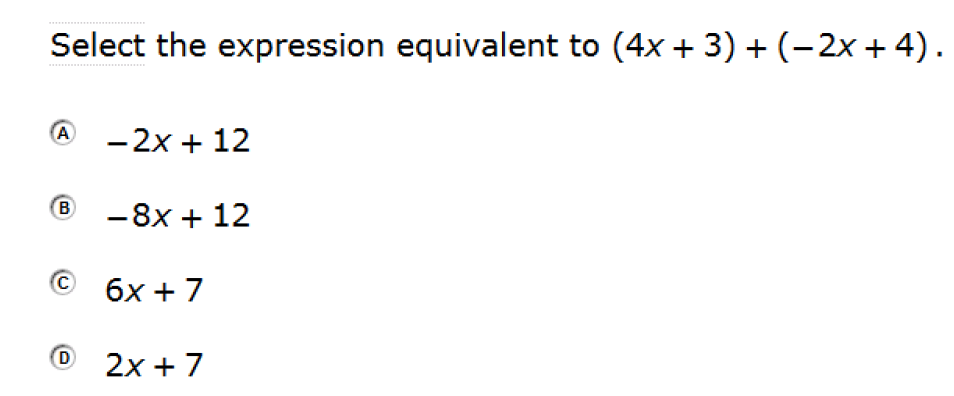 Select the expression equivalent to (4x + 3) + (−2x + 4).
A −2x + 12
B −8x + 12
C 6x + 7
D 2x + 7